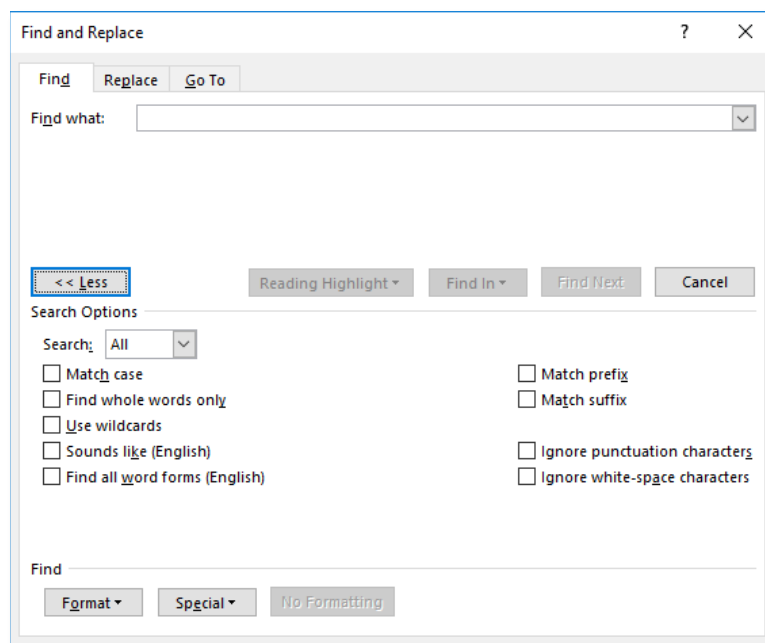 Find and Replace ?
Find Replace Go To
Find what:
<< Less Reading Highlight Find In Find Next Cancel
Search Options
Search: All
Match case Match prefix
Find whole words only Match suffix
Use wildcards
Sounds like (English) Ignore punctuation characters
Find all word forms (English) Ignore white-space characters
Find
Format Special No Formatting